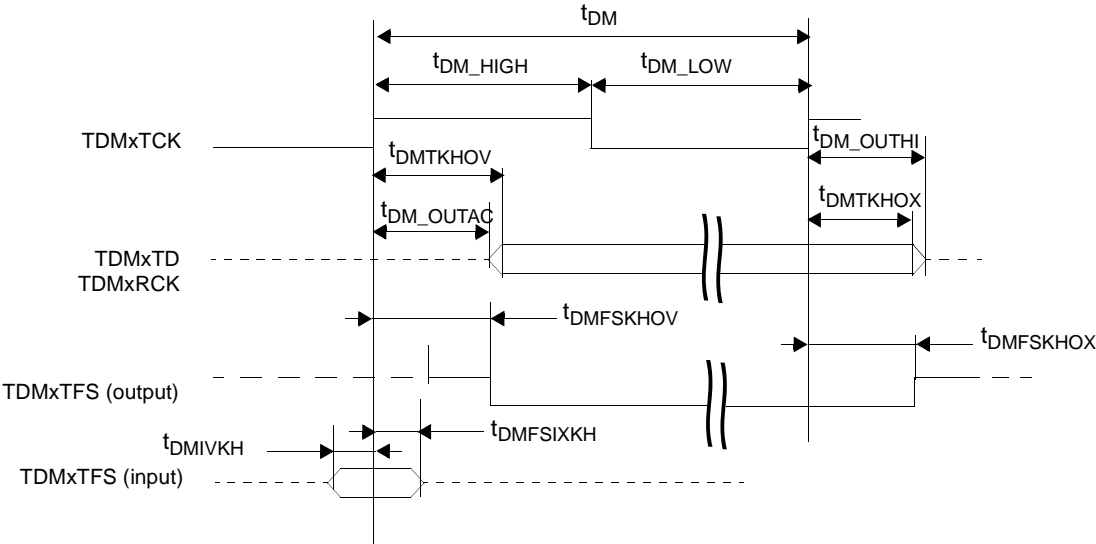 tDM
tDM_HIGH
tDM_LOW
TDMxTCK
tDMTKHOV
tDM_OUTHI
tDM_OUTAC
tDMTKHOX
TDMxTD
TDMxRCK
tDMFSKHOV
tDMFSKHOX
TDMxTFS (output)
tDMIVKH
tDMFSIXKH
TDMxTFS (input)